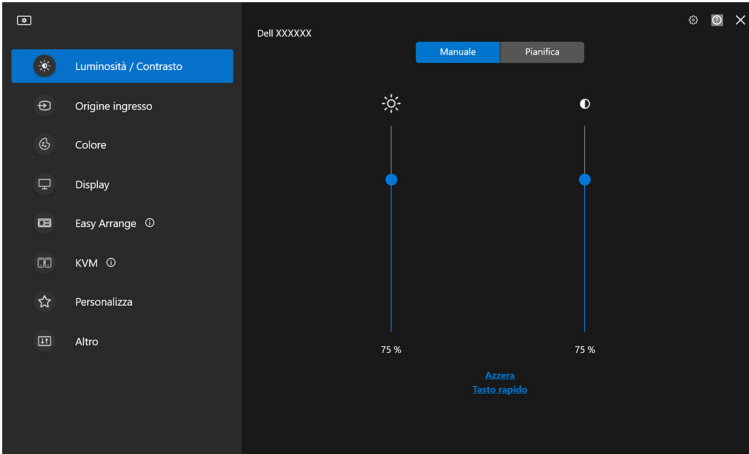 Dell XXXXXX
Manuale
Pianifica
Luminosità / Contrasto
Origine ingresso
Colore
Display
Easy Arrange
KVM
Personalizza
Altro
75 %
75 %
Azzera
Tasto rapido